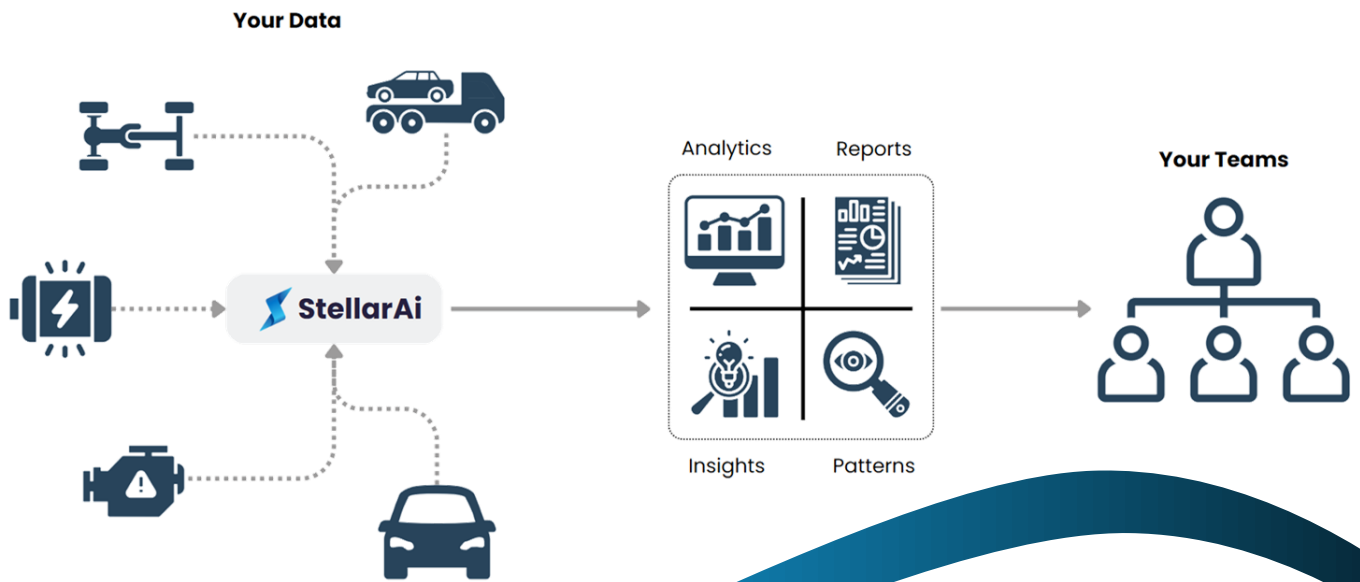 Your Data
Analytics
Reports
Your Teams
StellarAi
Insights
Patterns